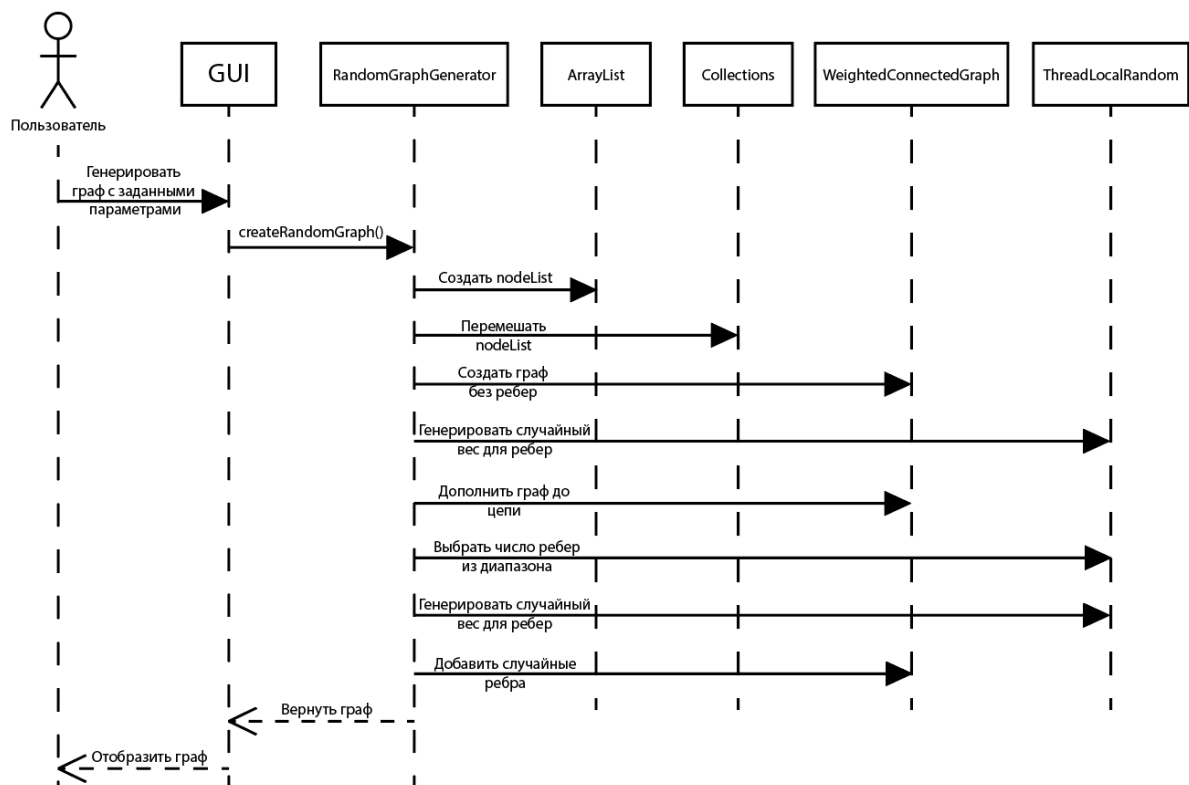 Пользователь
GUI
RandomGraphGenerator
ArrayList
Collections
WeightedConnectedGraph
ThreadLocalRandom
Генерировать
граф с заданными
параметрами
createRandomGraph()
Создать nodeList
Перемешать
nodeList
Создать граф
без ребер
Генерировать случайный
вес для ребер
Дополнить граф до
цепи
Выбрать число ребер
из диапазона
Генерировать случайный
вес для ребер
Добавить случайные
ребра
Вернуть граф
Отобразить граф